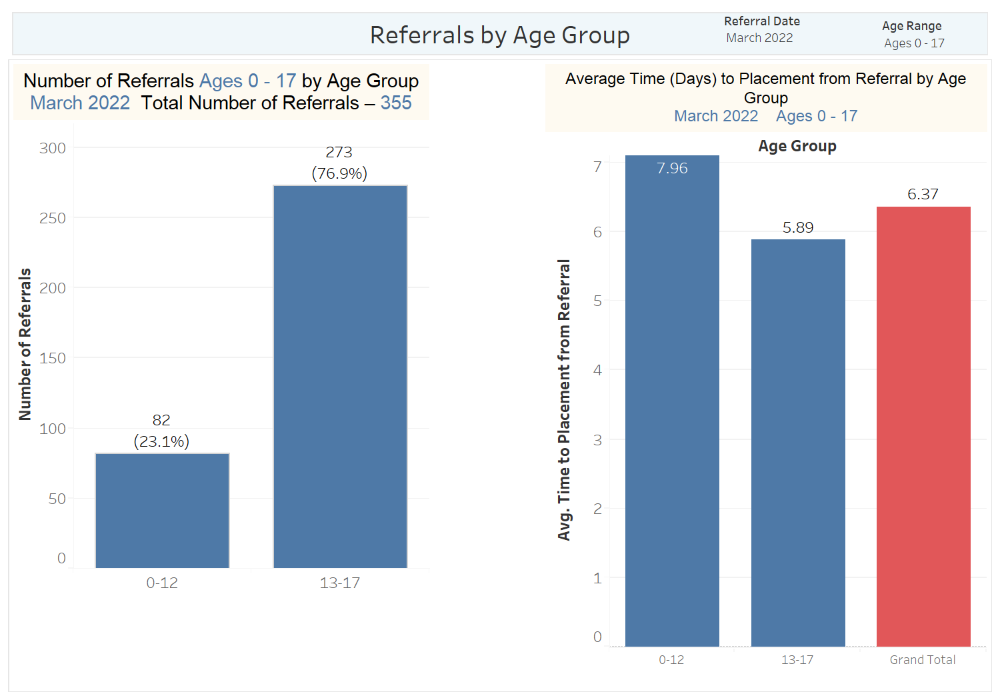 Referrals by Age Group
Referral Date
March 2022
Age Range
Ages 0 - 17
Number of Referrals Ages 0 - 17 by Age Group
March 2022 Total Number of Referrals – 355
300
250
200
150
100
50
0
Number of Referrals
273
(76.9%)
82
(23.1%)
0-12
13-17
Average Time (Days) to Placement from Referral by Age
Group
March 2022 Ages 0 - 17
Age Group
7
6
5
4
3
2
1
0
Avg. Time to Placement from Referral
7.96
5.89
6.37
0-12
13-17
Grand Total